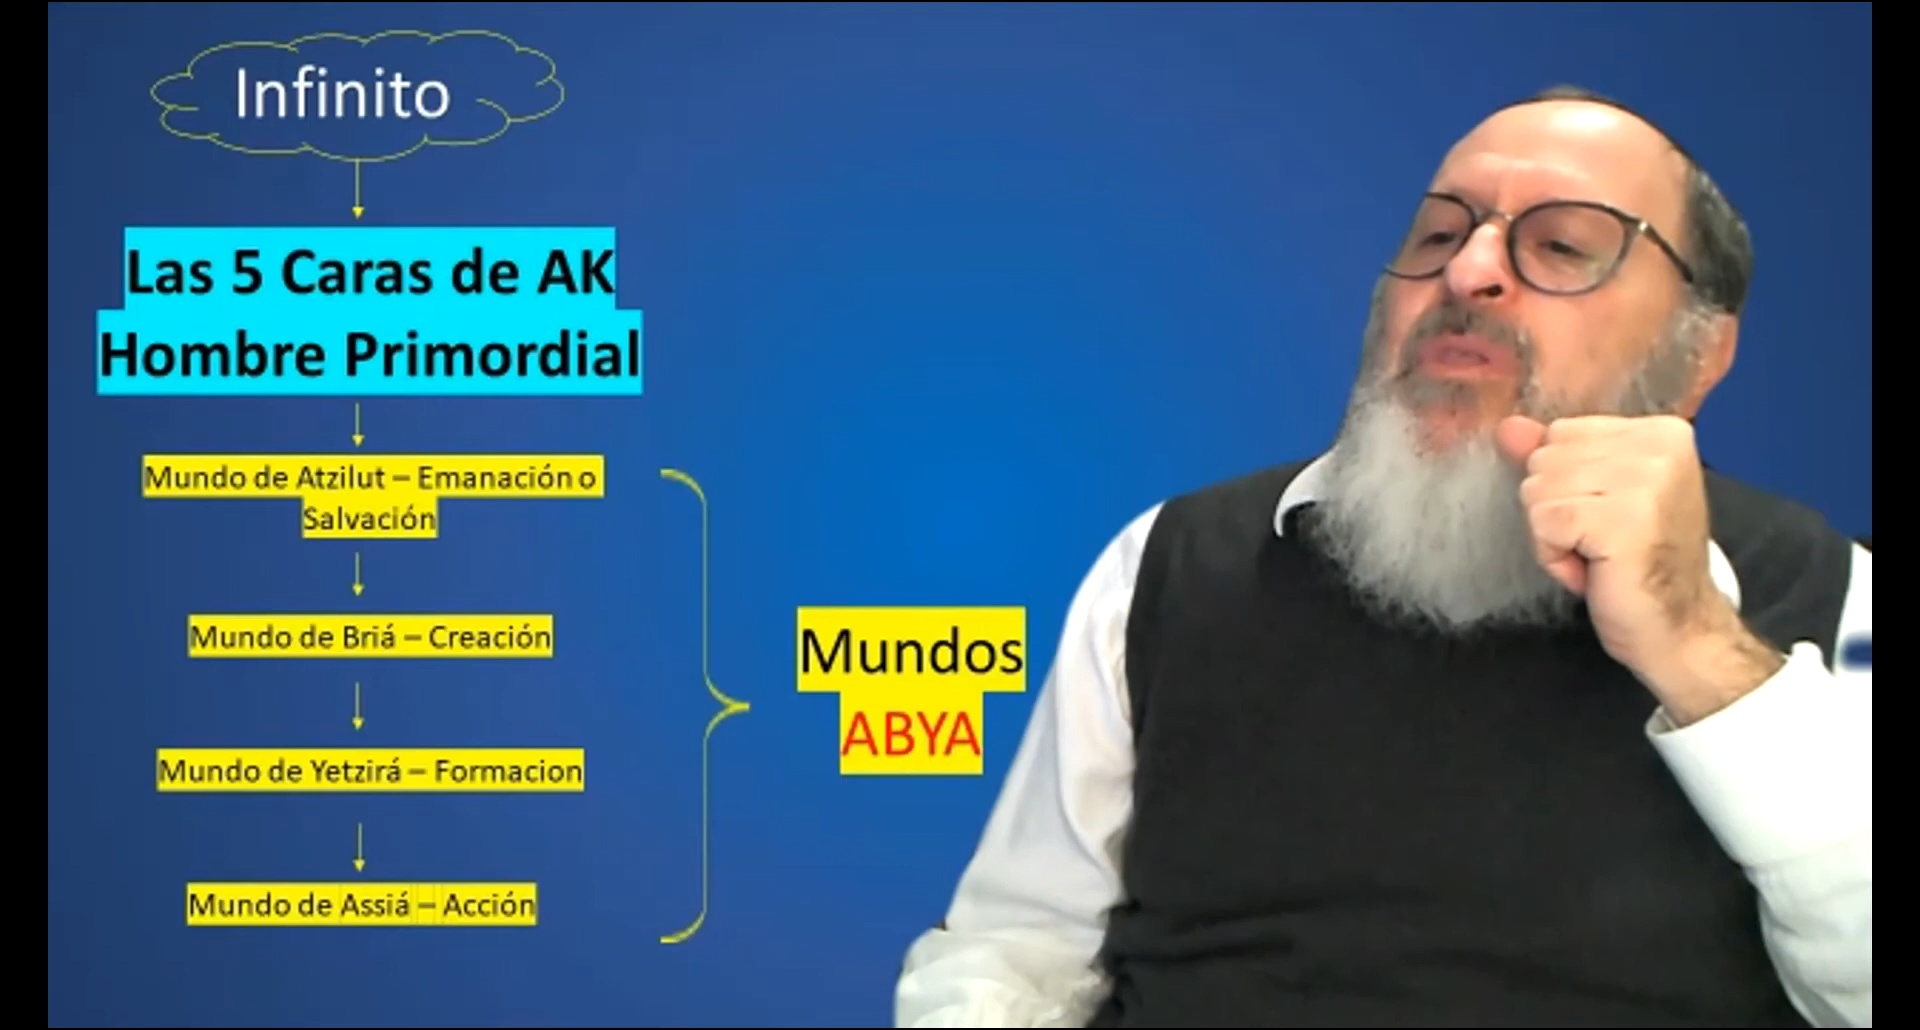 Infinito
Las 5 Caras de AK
Hombre Primordial
Mundo de Atzilut – Emanación o
Salvación
Mundo de Briá – Creación
Mundo de Yetzirá – Formacion
Mundo de Assiá – Acción
Mundos
ABYA